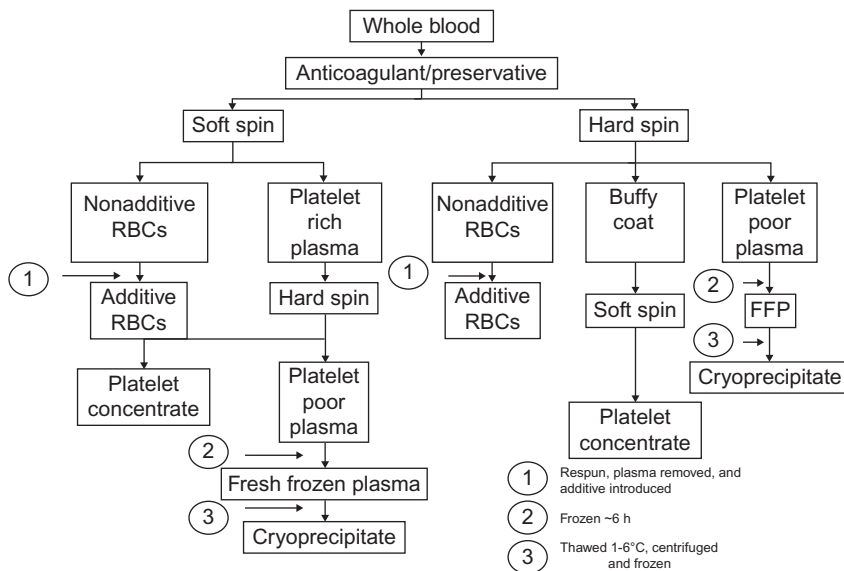 Whole blood
Anticoagulant/preservative
Soft spin
Hard spin
Nonadditive
RBCs
Platelet
rich
plasma
Nonadditive
RBCs
Buffy
coat
Platelet
poor
plasma
1
Additive
RBCs
Hard spin
1
Additive
RBCs
Soft spin
2
FFP
3
Cryoprecipitate
Platelet
concentrate
Platelet
poor
plasma
Platelet
concentrate
2
Fresh frozen plasma
3
Cryoprecipitate
1 Respun, plasma removed, and
additive introduced
2 Frozen ~6 h
3 Thawed 1-6°C, centrifuged
and frozen